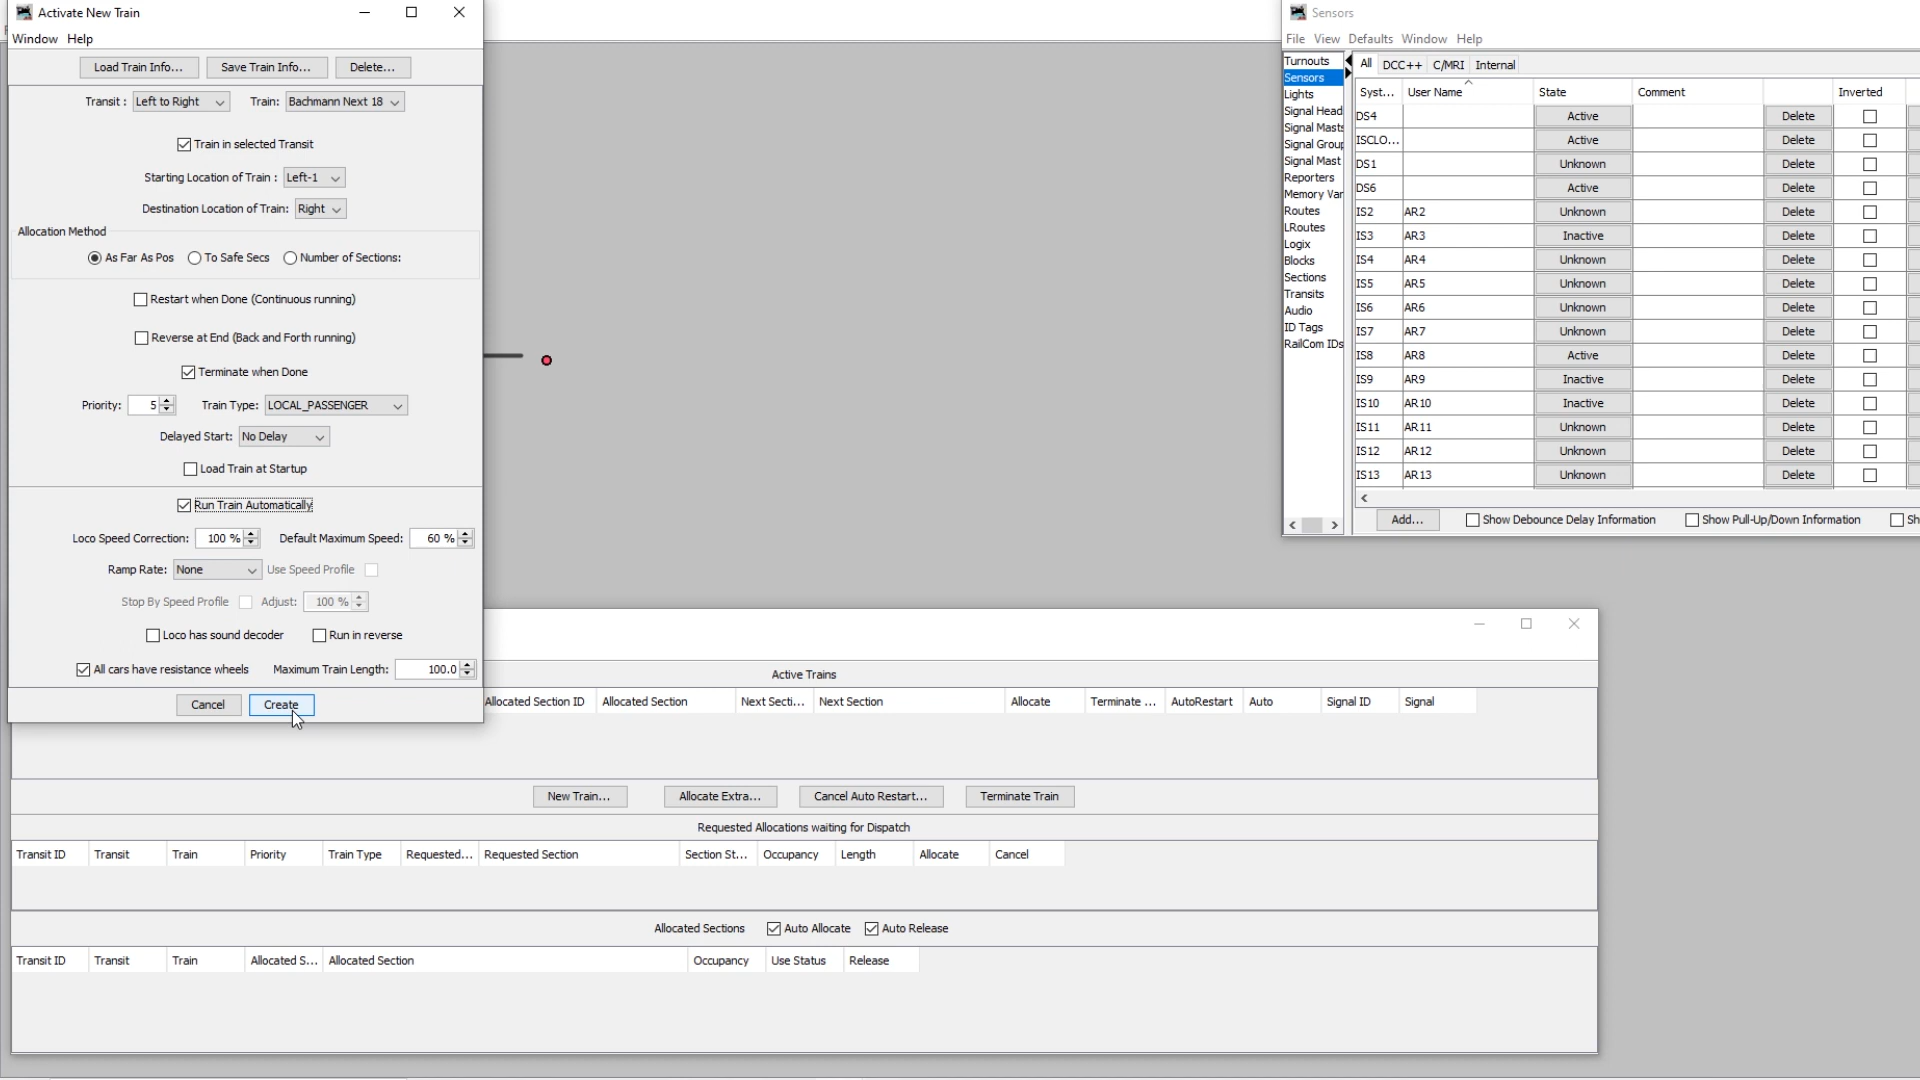 Activate New Train
Window Help
Load Train Info... Save Train Info... Delete...
Transit : Left to Right Train: Bachmann Next 18
Train in selected Transit
Starting Location of Train : Left-1
Destination Location of Train: Right
Allocation Method
As Far As Pos To Safe Secs Number of Sections:
Restart when Done (Continuous running)
Reverse at End (Back and Forth running)
Terminate when Done
Priority: 5 Train Type: LOCAL_PASSENGER
Delayed Start: No Delay
Load Train at Startup
Run Train Automatically
Loco Speed Correction: 100 % Default Maximum Speed: 60 %
Ramp Rate: None Use Speed Profile
Stop By Speed Profile Adjust: 100 %
Loco has sound decoder Run in reverse
All cars have resistance wheels Maximum Train Length: 100.0
Cancel Create
Sensors
File View Defaults Window Help
Turnouts
Sensors
Lights
Signal Head
Signal Masts
Signal Grou
Signal Mast
Reporters
Memory Var
Routes
LRoutes
Logix
Blocks
Sections
Transits
Audio
ID Tags
RailCom IDs
All DCC++ C/MRI Internal
Syst... User Name State Comment Inverted
DS4 Active Delete
ISCLO... Active Delete
DS1 Unknown Delete
DS6 Active Delete
IS2 AR2 Unknown Delete
IS3 AR3 Inactive Delete
IS4 AR4 Unknown Delete
IS5 AR5 Unknown Delete
IS6 AR6 Unknown Delete
IS7 AR7 Unknown Delete
IS8 AR8 Active Delete
IS9 AR9 Inactive Delete
IS10 AR10 Inactive Delete
IS11 AR11 Unknown Delete
IS12 AR12 Unknown Delete
IS13 AR13 Unknown Delete
Add... Show Debounce Delay Information Show Pull-Up/Down Information Sh
Active Trains
Allocated Section ID Allocated Section Next Secti... Next Section Allocate Terminate ... AutoRestart Auto Signal ID Signal
New Train... Allocate Extra... Cancel Auto Restart... Terminate Train
Requested Allocations waiting for Dispatch
Transit ID Transit Train Priority Train Type Requested... Requested Section Section St... Occupancy Length Allocate Cancel
Allocated Sections Auto Allocate Auto Release
Transit ID Transit Train Allocated S... Allocated Section Occupancy Use Status Release